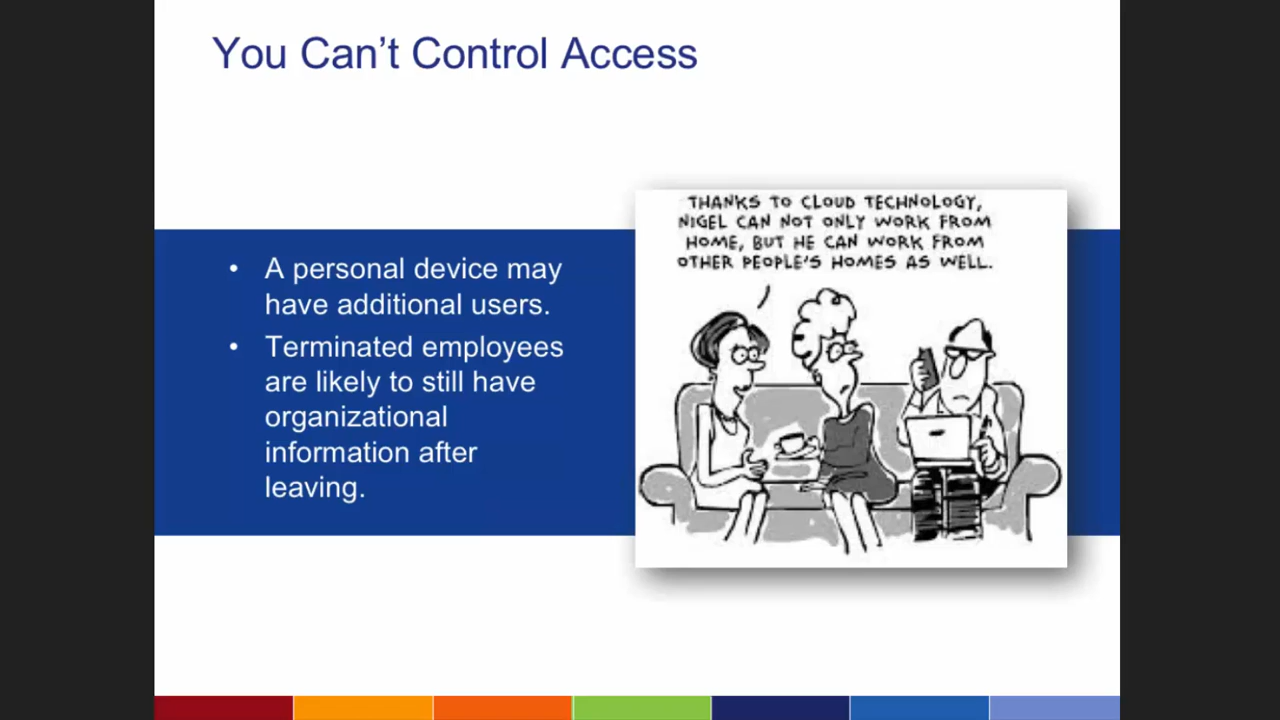 You Can't Control Access
• A personal device may
have additional users.
• Terminated employees
are likely to still have
organizational
information after
leaving.
THANKS TO CLOUD TECHNOLOGY,
NIGEL CAN NOT ONLY WORK FROM
HOME, BUT HE CAN WORK FROM
OTHER PEOPLE'S HOMES AS WELL.